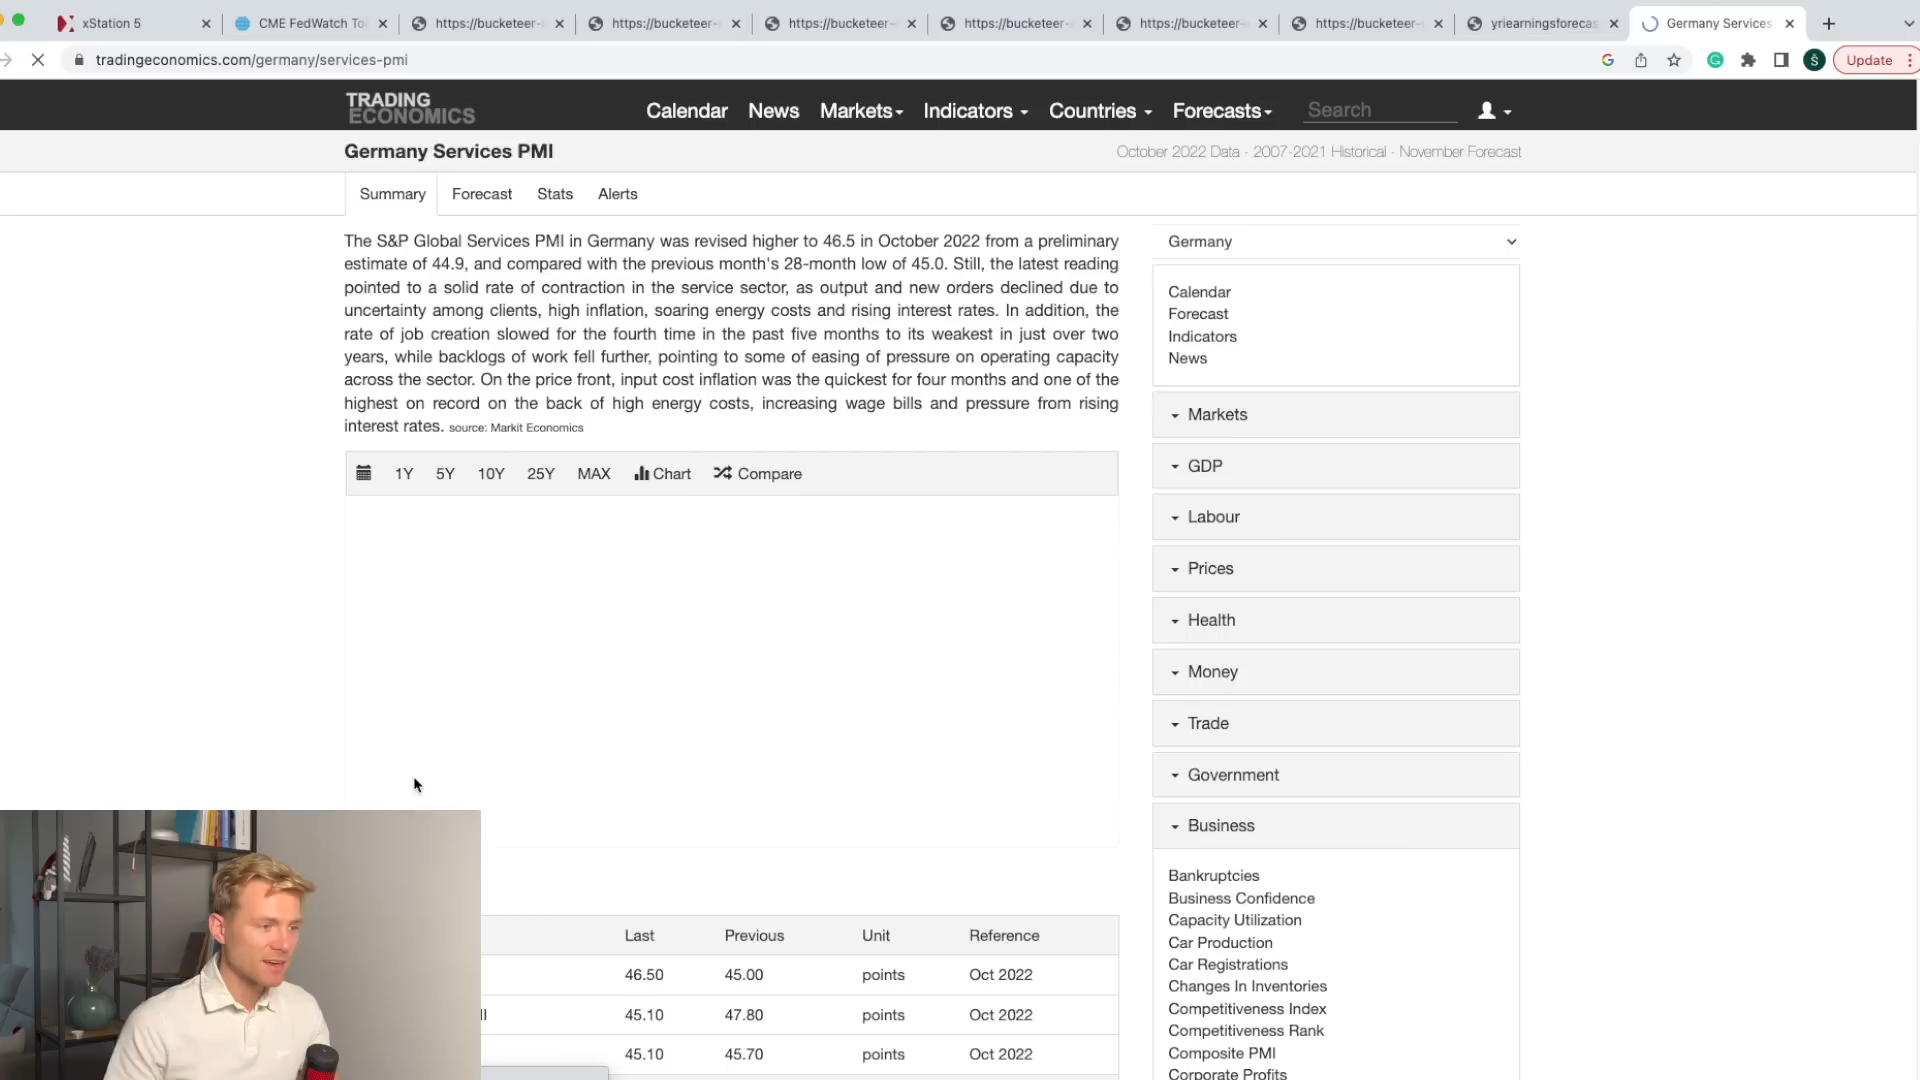 xStation 5
CME FedWatch To
https://bucketeer-
https://bucketeer-
https://bucketeer-
https://bucketeer-
https://bucketeer-
https://bucketeer-
yriearningsforecas
Germany Services
tradingeconomics.com/germany/services-pmi
Š
Update
TRADING
ECONOMICS
Calendar
News
Markets
Indicators
Countries
Forecasts
Search
Germany Services PMI
October 2022 Data - 2007-2021 Historical - November Forecast
Summary
Forecast
Stats
Alerts
The S&P Global Services PMI in Germany was revised higher to 46.5 in October 2022 from a preliminary
estimate of 44.9, and compared with the previous month's 28-month low of 45.0. Still, the latest reading
pointed to a solid rate of contraction in the service sector, as output and new orders declined due to
uncertainty among clients, high inflation, soaring energy costs and rising interest rates. In addition, the
rate of job creation slowed for the fourth time in the past five months to its weakest in just over two
years, while backlogs of work fell further, pointing to some of easing of pressure on operating capacity
across the sector. On the price front, input cost inflation was the quickest for four months and one of the
highest on record on the back of high energy costs, increasing wage bills and pressure from rising
interest rates. source: Markit Economics
1Y 5Y 10Y 25Y MAX Chart Compare
Last Previous Unit Reference
46.50 45.00 points Oct 2022
II 45.10 47.80 points Oct 2022
45.10 45.70 points Oct 2022
Germany
Calendar
Forecast
Indicators
News
Markets
GDP
Labour
Prices
Health
Money
Trade
Government
Business
Bankruptcies
Business Confidence
Capacity Utilization
Car Production
Car Registrations
Changes In Inventories
Competitiveness Index
Competitiveness Rank
Composite PMI
Corporate Profits